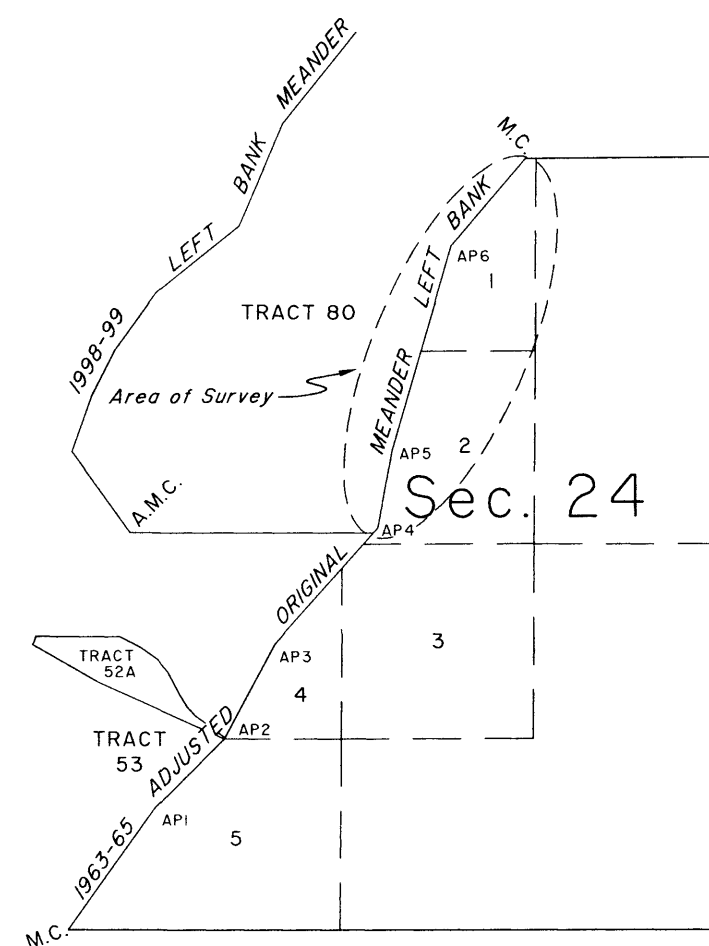 1998-99 LEFT BANK MEANDER
M.C.
1963-65 ADJUSTED ORIGINAL MEANDER LEFT BANK
AP6
1
TRACT 80
Area of Survey
AP5
2
Sec. 24
A.M.C.
AP4
3
AP3
TRACT
52A
4
AP2
TRACT
53
AP1
5
M.C.